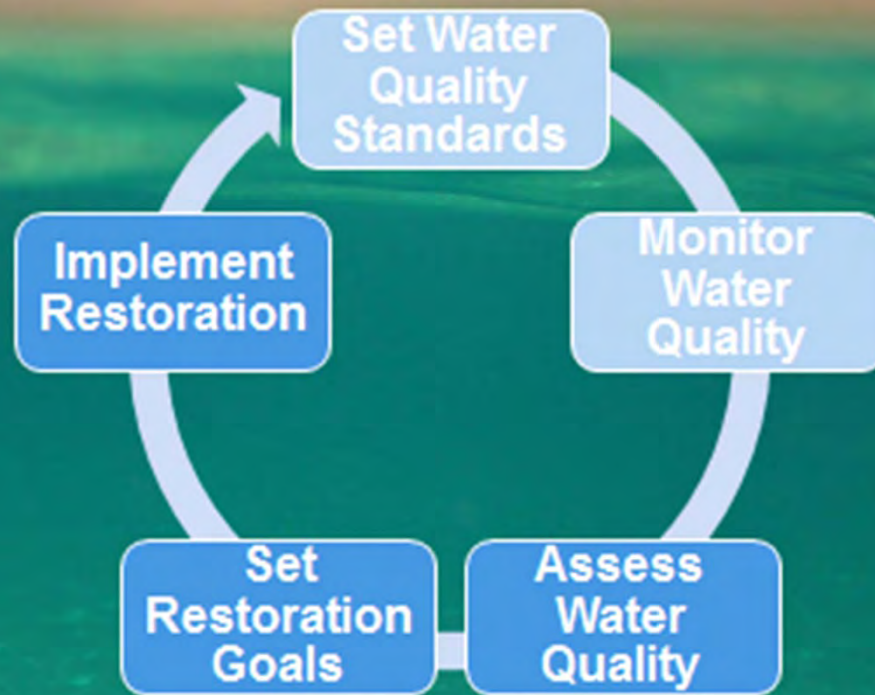 Set Water
Quality
Standards
Monitor
Water
Quality
Assess
Water
Quality
Set
Restoration
Goals
Implement
Restoration